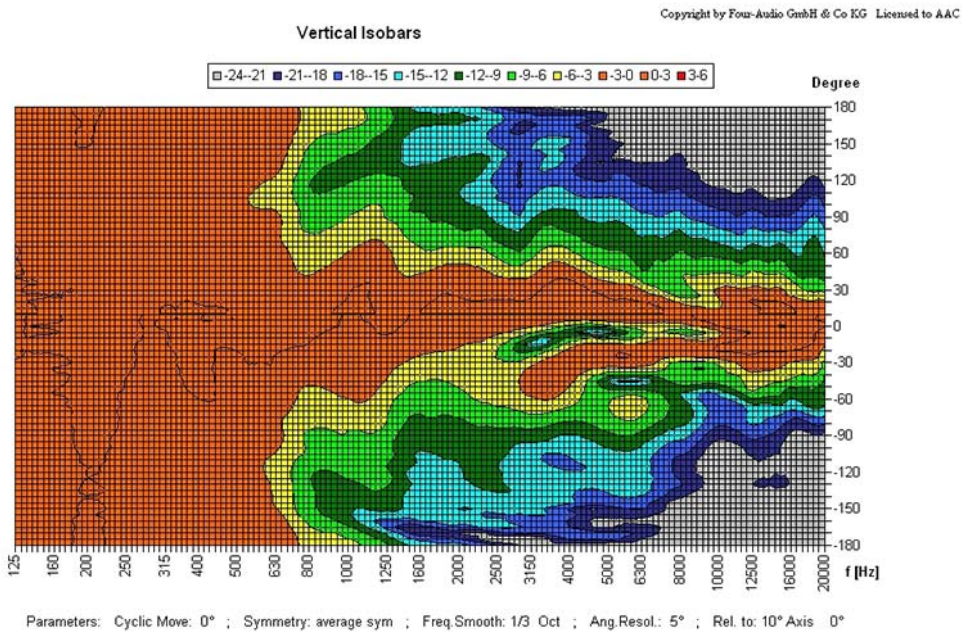 Copyright by Four-Audio GmbH & Co KG Licensed to AAC
Vertical Isobars
-24--21 -21--18 -18--15 -15--12 -12--9 -9--6 -6--3 -3-0 0-3 3-6
Degree
180
150
120
90
60
30
0
-30
-60
-90
-120
-150
-180
125 160 200 250 315 400 500 630 800 1000 1250 1600 2000 2500 3150 4000 5000 6300 8000 10000 12500 16000 20000
f [Hz]
Parameters: Cyclic Move: 0° ; Symmetry: average sym ; Freq.Smooth: 1/3 Oct ; Ang.Resol.: 5° ; Rel. to: 10° Axis 0°